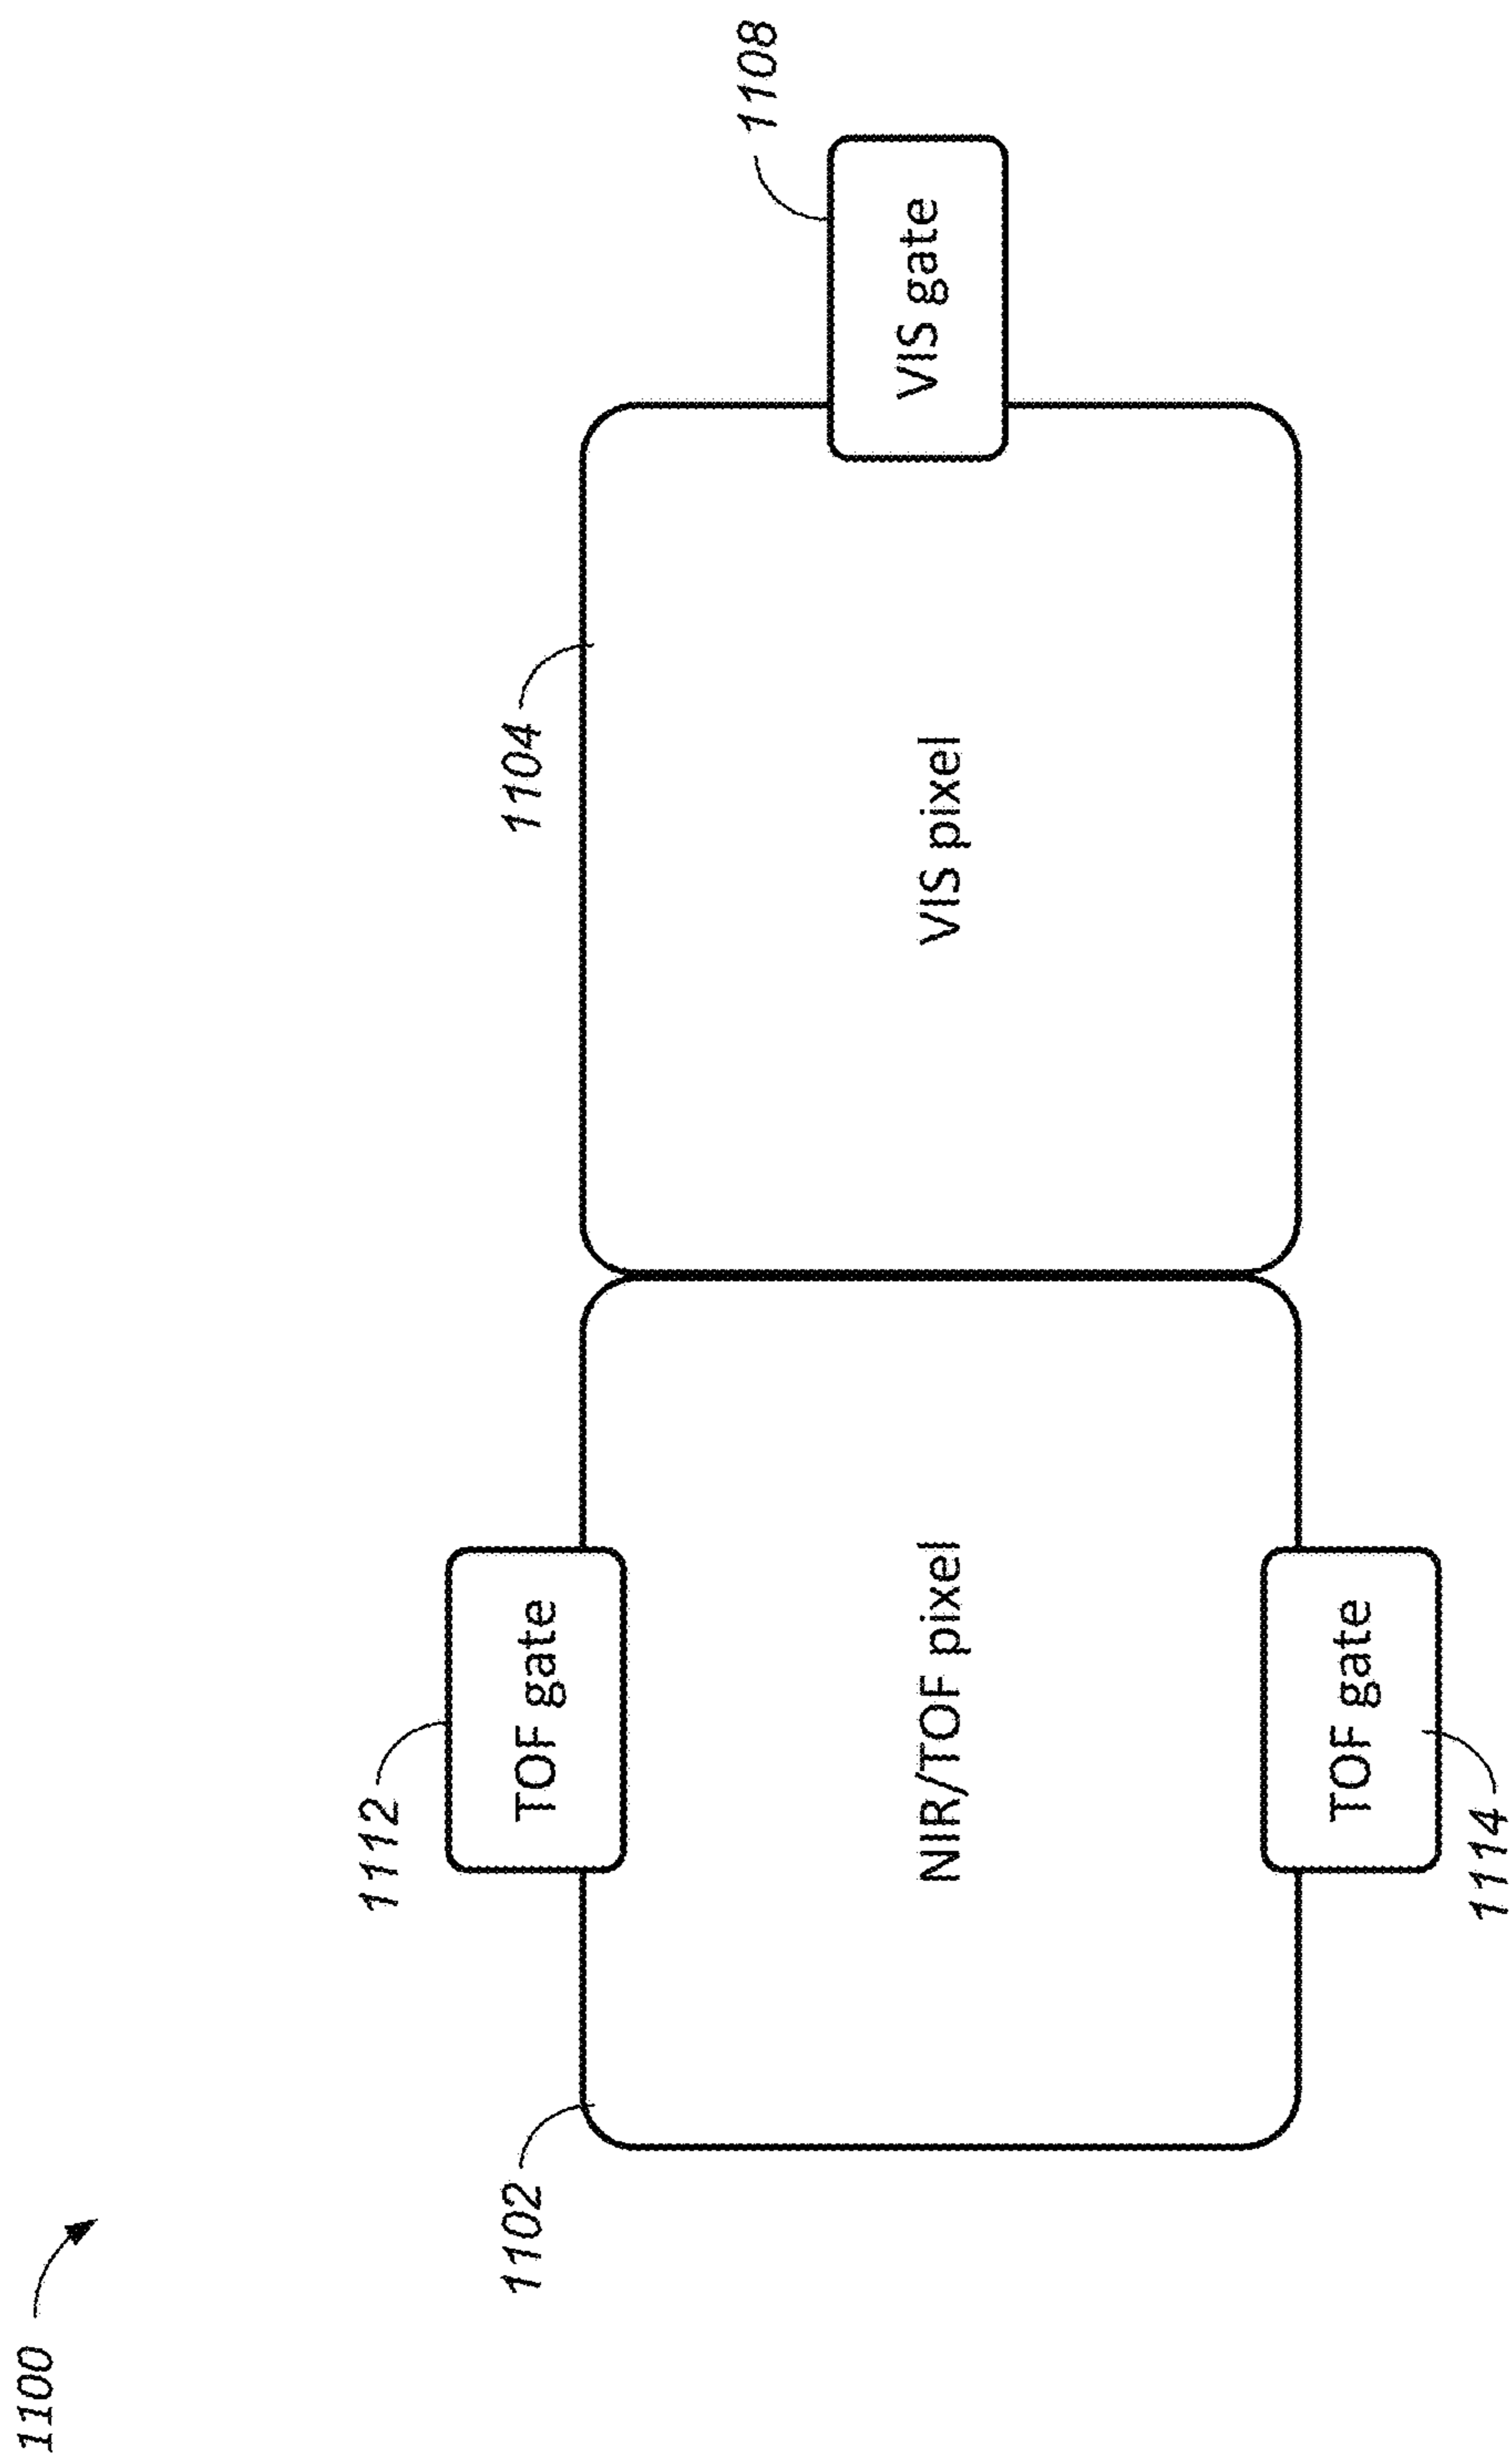 1100
1102
1112
TOF gate
NIR/TOF pixel
TOF gate
1114
1104
VIS pixel
1108
VIS gate